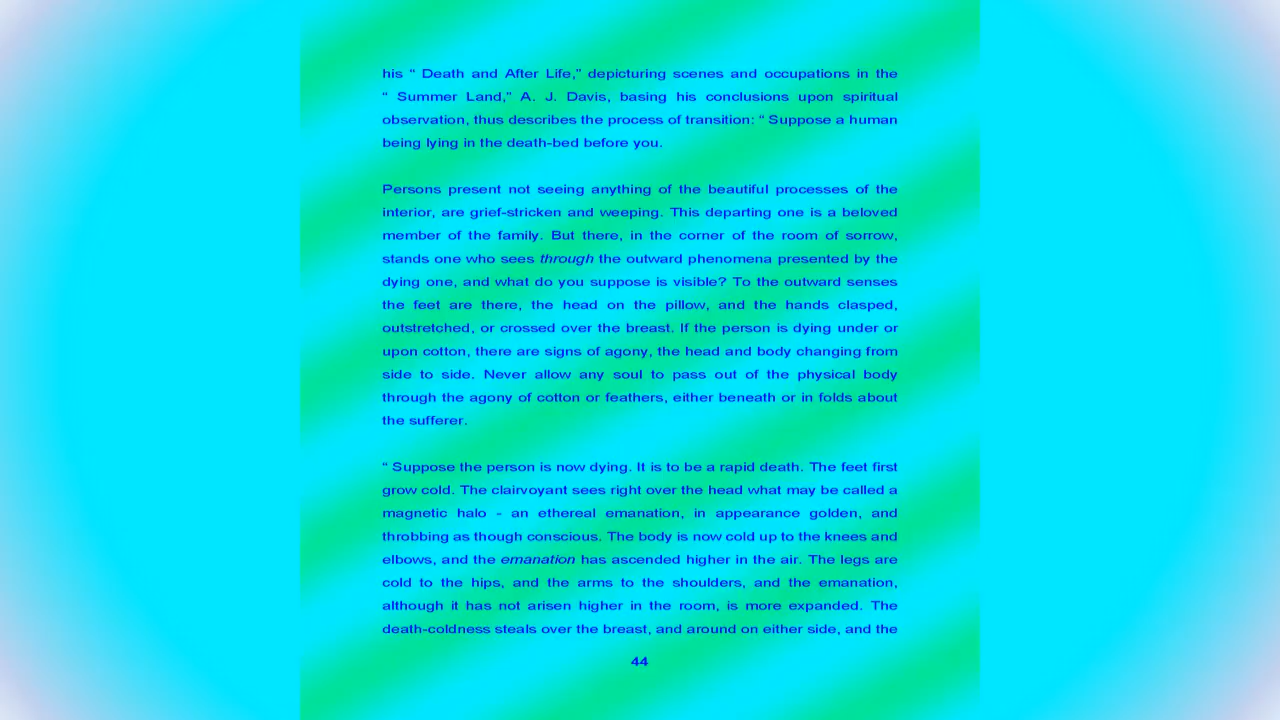 his “ Death and After Life,” depicturing scenes and occupations in the
“ Summer Land,” A. J. Davis, basing his conclusions upon spiritual
observation, thus describes the process of transition: “ Suppose a human
being lying in the death-bed before you.
Persons present not seeing anything of the beautiful processes of the
interior, are grief-stricken and weeping. This departing one is a beloved
member of the family. But there, in the corner of the room of sorrow,
stands one who sees through the outward phenomena presented by the
dying one, and what do you suppose is visible? To the outward senses
the feet are there, the head on the pillow, and the hands clasped,
outstretched, or crossed over the breast. If the person is dying under or
upon cotton, there are signs of agony, the head and body changing from
side to side. Never allow any soul to pass out of the physical body
through the agony of cotton or feathers, either beneath or in folds about
the sufferer.
“ Suppose the person is now dying. It is to be a rapid death. The feet first
grow cold. The clairvoyant sees right over the head what may be called a
magnetic halo - an ethereal emanation, in appearance golden, and
throbbing as though conscious. The body is now cold up to the knees and
elbows, and the emanation has ascended higher in the air. The legs are
cold to the hips, and the arms to the shoulders, and the emanation,
although it has not arisen higher in the room, is more expanded. The
death-coldness steals over the breast, and around on either side, and the
44